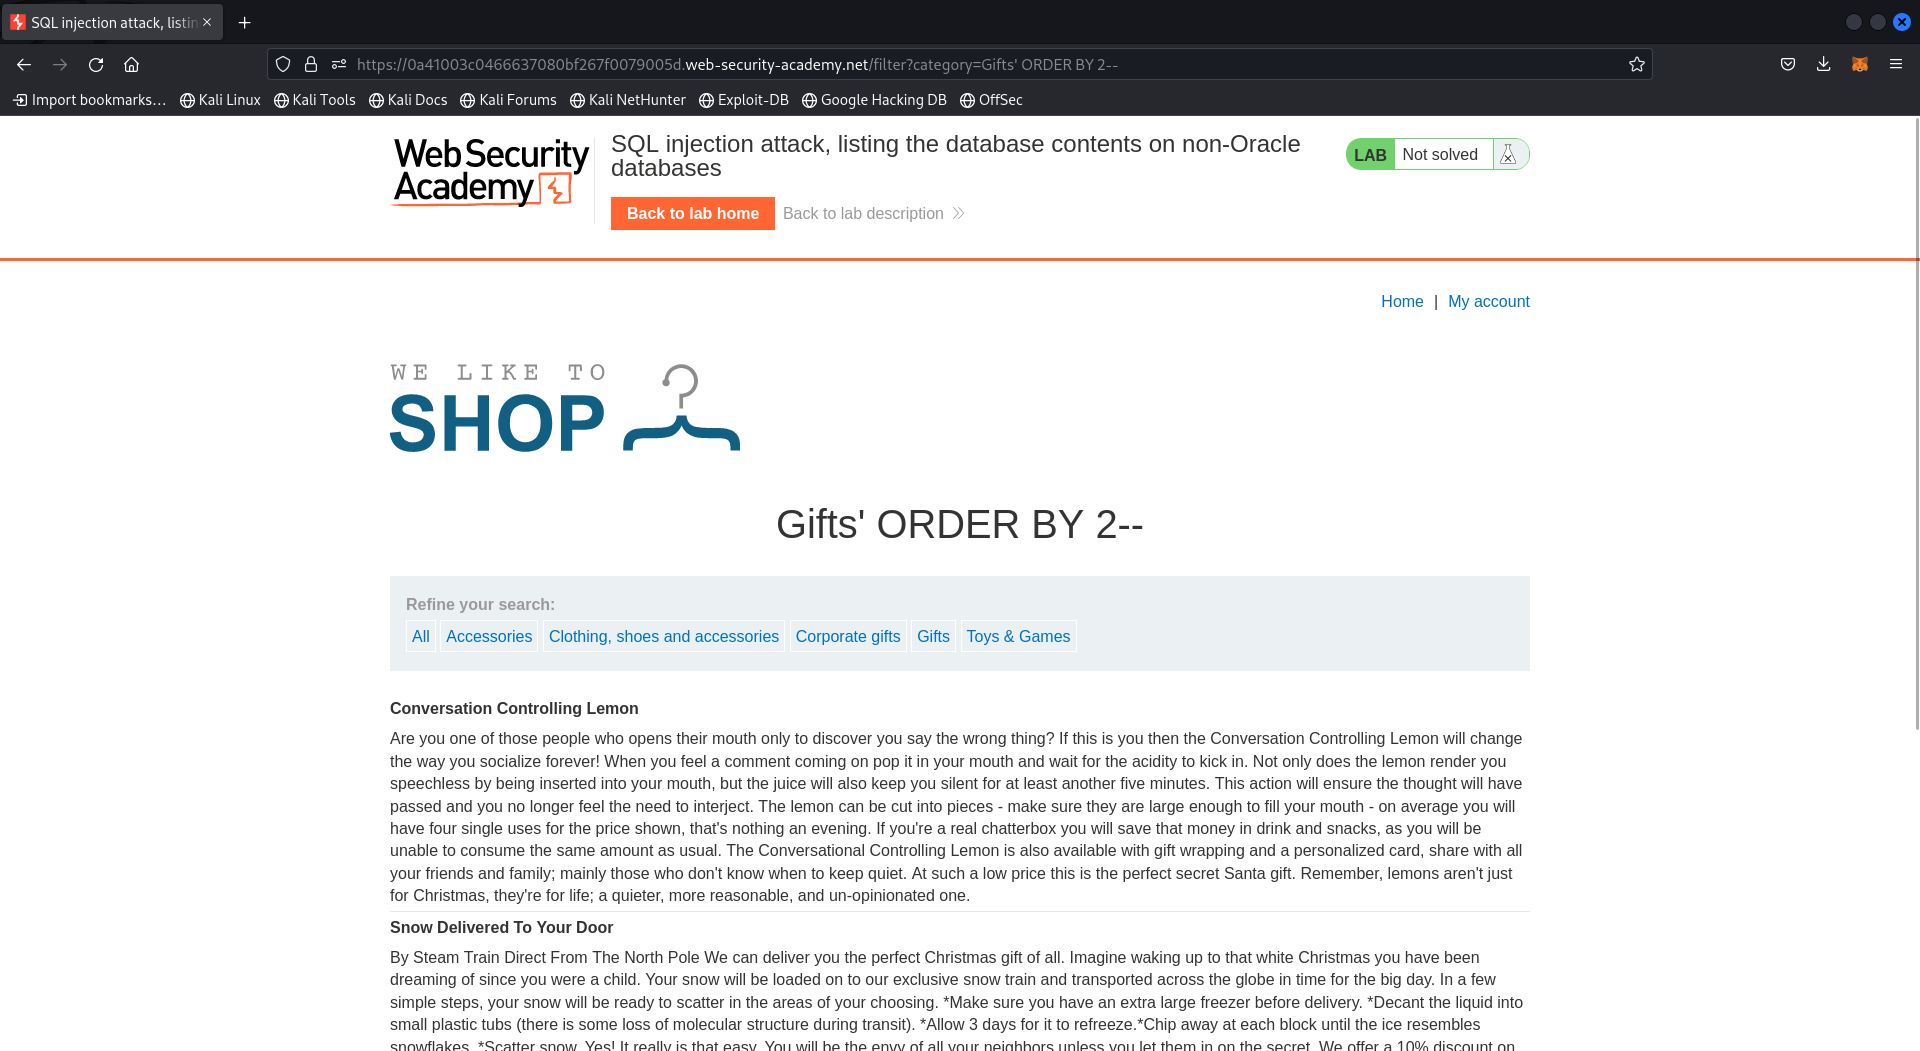 SQL injection attack, listin
https://0a41003c0466637080bf267f0079005d.web-security-academy.net/filter?category=Gifts' ORDER BY 2--
Import bookmarks... Kali Linux Kali Tools Kali Docs Kali Forums Kali NetHunter Exploit-DB Google Hacking DB OffSec
Web Security
Academy
SQL injection attack, listing the database contents on non-Oracle
databases
LAB Not solved
Back to lab home Back to lab description
Home | My account
WE LIKE TO
SHOP
Gifts' ORDER BY 2--
Refine your search:
All Accessories Clothing, shoes and accessories Corporate gifts Gifts Toys & Games
Conversation Controlling Lemon
Are you one of those people who opens their mouth only to discover you say the wrong thing? If this is you then the Conversation Controlling Lemon will change
the way you socialize forever! When you feel a comment coming on pop it in your mouth and wait for the acidity to kick in. Not only does the lemon render you
speechless by being inserted into your mouth, but the juice will also keep you silent for at least another five minutes. This action will ensure the thought will have
passed and you no longer feel the need to interject. The lemon can be cut into pieces - make sure they are large enough to fill your mouth - on average you will
have four single uses for the price shown, that's nothing an evening. If you're a real chatterbox you will save that money in drink and snacks, as you will be
unable to consume the same amount as usual. The Conversational Controlling Lemon is also available with gift wrapping and a personalized card, share with all
your friends and family; mainly those who don't know when to keep quiet. At such a low price this is the perfect secret Santa gift. Remember, lemons aren't just
for Christmas, they're for life; a quieter, more reasonable, and un-opinionated one.
Snow Delivered To Your Door
By Steam Train Direct From The North Pole We can deliver you the perfect Christmas gift of all. Imagine waking up to that white Christmas you have been
dreaming of since you were a child. Your snow will be loaded on to our exclusive snow train and transported across the globe in time for the big day. In a few
simple steps, your snow will be ready to scatter in the areas of your choosing. *Make sure you have an extra large freezer before delivery. *Decant the liquid into
small plastic tubs (there is some loss of molecular structure during transit). *Allow 3 days for it to refreeze.*Chip away at each block until the ice resembles
snowflakes. *Scatter snow. Yes! It really is that easy. You will be the envy of all your neighbors unless you let them in on the secret. We offer a 10% discount on